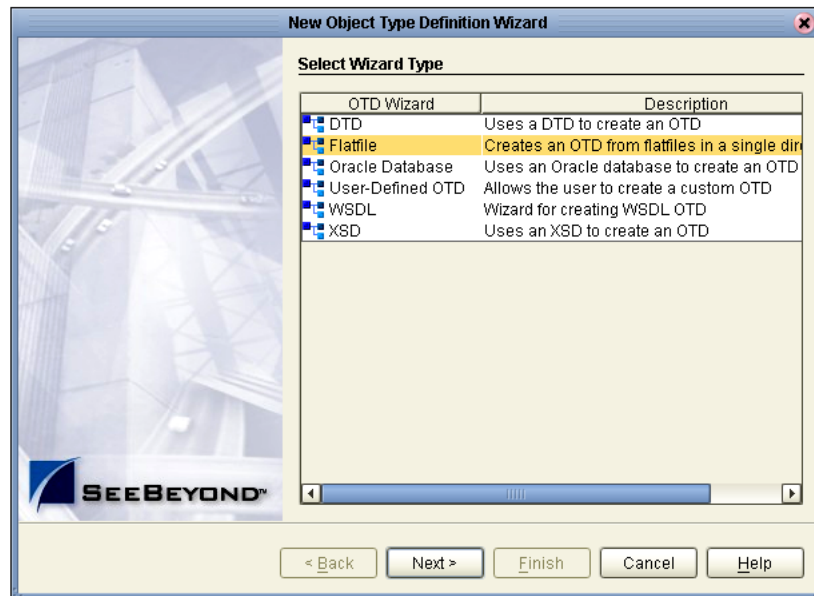 New Object Type Definition Wizard
Select Wizard Type
OTD Wizard Description
DTD Uses a DTD to create an OTD
Flatfile Creates an OTD from flatfiles in a single
Oracle Database Uses an Oracle database to create an OTD
User-Defined OTD Allows the user to create a custom OTD
WSDL Wizard for creating WSDL OTD
XSD Uses an XSD to create an OTD
SEEBEYOND™
< Back Next > Finish Cancel Help